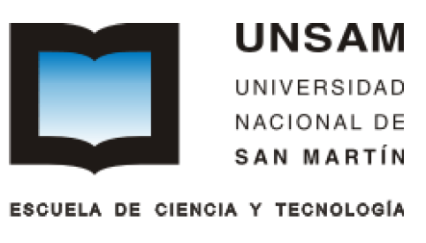 UNSAM
UNIVERSIDAD
NACIONAL DE
SAN MARTÍN
ESCUELA DE CIENCIA Y TECNOLOGÍA